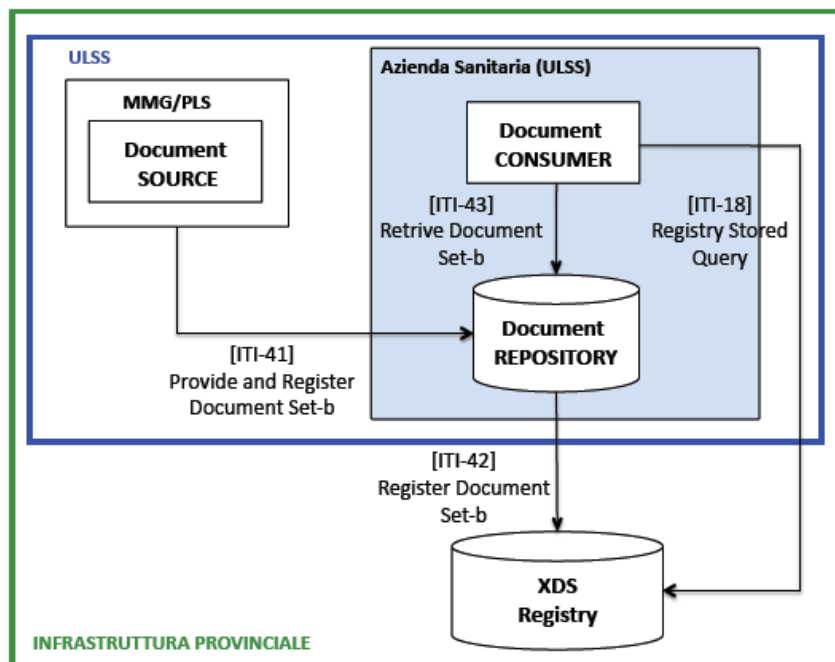 ULSS
MMG/PLS
Document
SOURCE
Azienda Sanitaria (ULSS)
Document
CONSUMER
[ITI-43]
Retrive Document
Set-b
[ITI-18]
Registry Stored
Query
Document
REPOSITORY
[ITI-41]
Provide and Register
Document Set-b
[ITI-42]
Register Document
Set-b
XDS
Registry
INFRASTRUTTURA PROVINCIALE